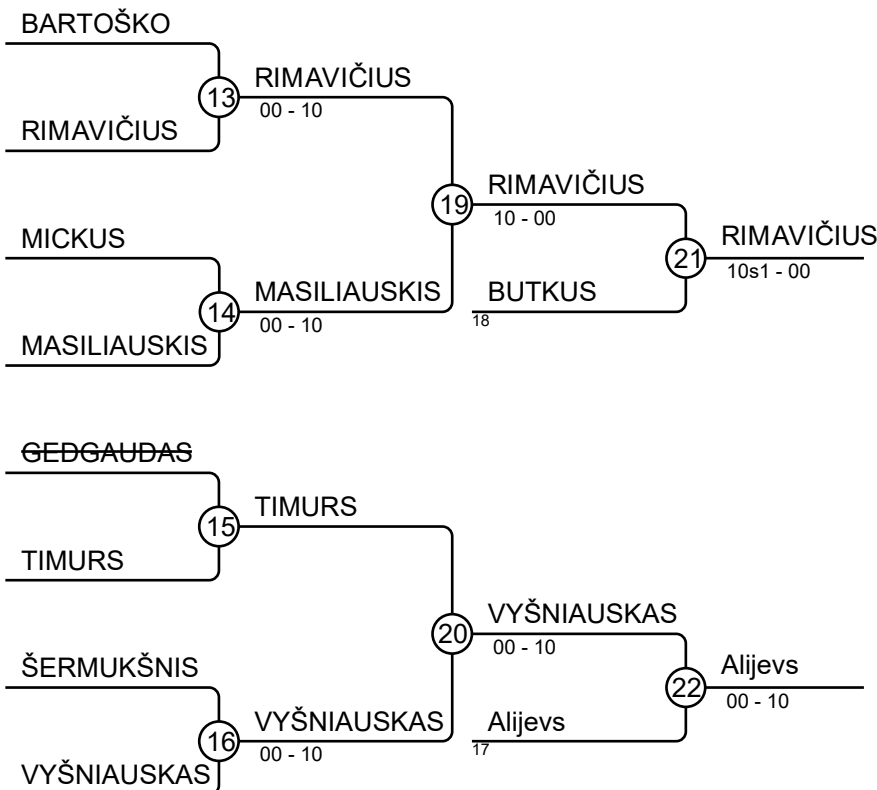 BARTOŠKO
13
RIMAVIČIUS
00 - 10
RIMAVIČIUS
19
RIMAVIČIUS
10 - 00
MICKUS
14
MASILIAUSKIS
00 - 10
MASILIAUSKIS
BUTKUS
18
21
RIMAVIČIUS
10s1 - 00
GEDGAUDAS
15
TIMURS
TIMURS
20
VYŠNIAUSKAS
00 - 10
ŠERMUKŠNIS
16
VYŠNIAUSKAS
00 - 10
VYŠNIAUSKAS
Alijevs
17
22
Alijevs
00 - 10